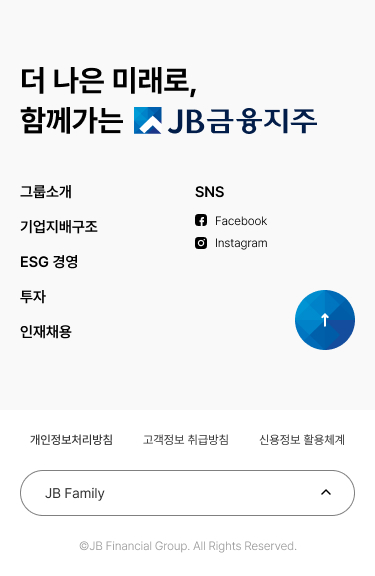 더 나은 미래로,
함께가는 JB금융지주
그룹소개
기업지배구조
ESG 경영
투자
인재채용
SNS
Facebook
Instagram
개인정보처리방침 고객정보 취급방침 신용정보 활용체계
JB Family
©JB Financial Group. All Rights Reserved.